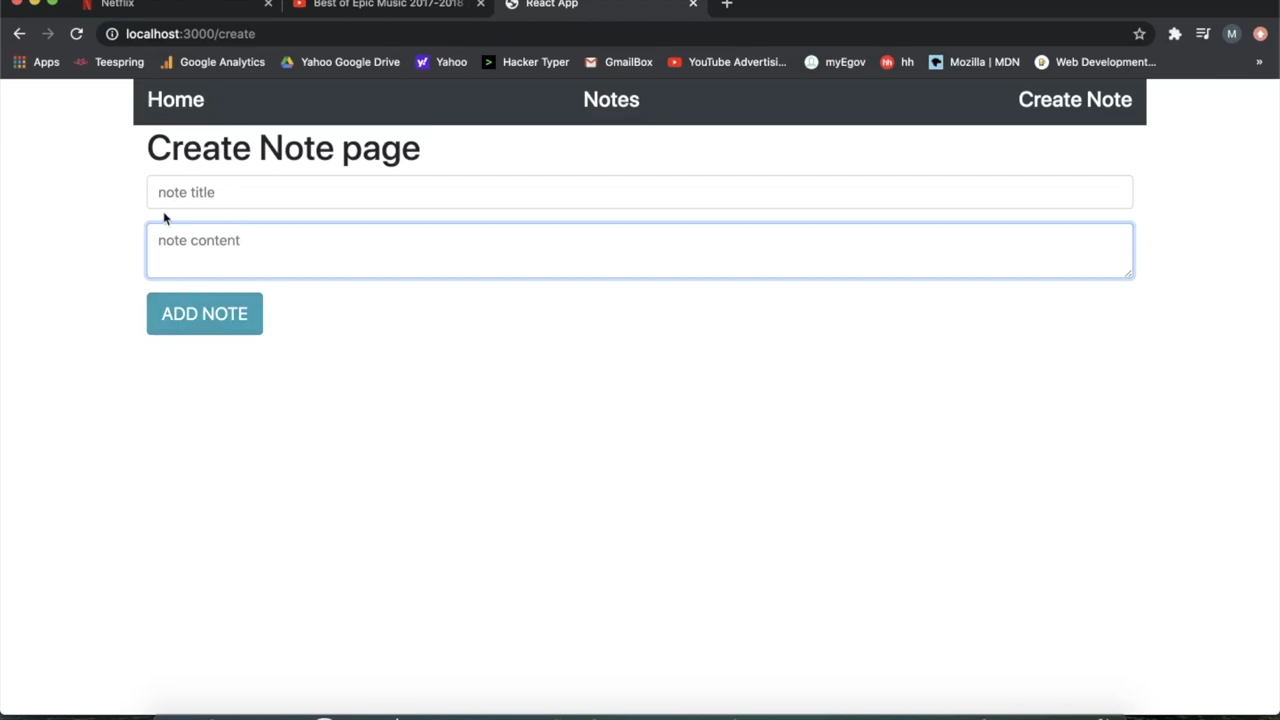 Netflix
Best of Epic Music 2017-2018
React App
localhost:3000/create
M
Apps
Teespring
Google Analytics
Yahoo Google Drive
Yahoo
Hacker Typer
GmailBox
YouTube Advertisi...
myEgov
hh
hh
Mozilla | MDN
Web Development...
»
Home
Notes
Create Note
Create Note page
note title
note content
ADD NOTE